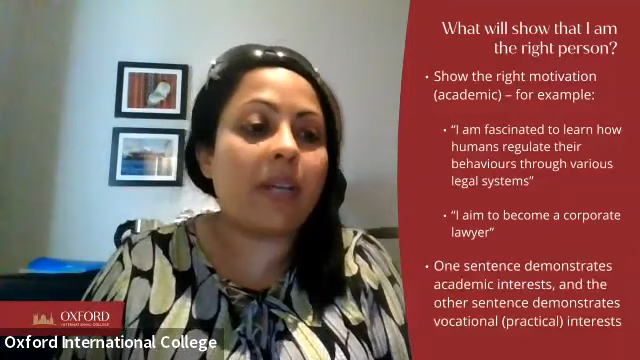 What will show that I am
the right person?
• Show the right motivation
(academic) – for example:
• “I am fascinated to learn how
humans regulate their
behaviours through various
legal systems”
• “I aim to become a corporate
lawyer”
• One sentence demonstrates
academic interests, and the
other sentence demonstrates
vocational (practical) interests
OXFORD
INTERNATIONAL COLLEGE
Oxford International College